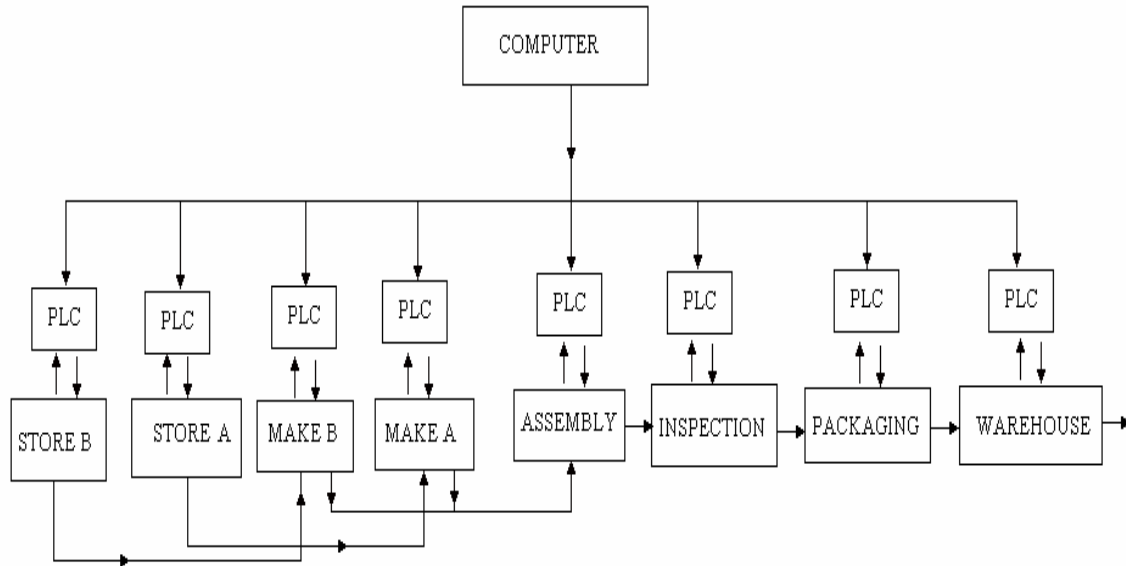 COMPUTER
PLC
PLC
PLC
PLC
PLC
PLC
PLC
PLC
STORE B
STORE A
MAKE B
MAKE A
ASSEMBLY
INSPECTION
PACKAGING
WAREHOUSE